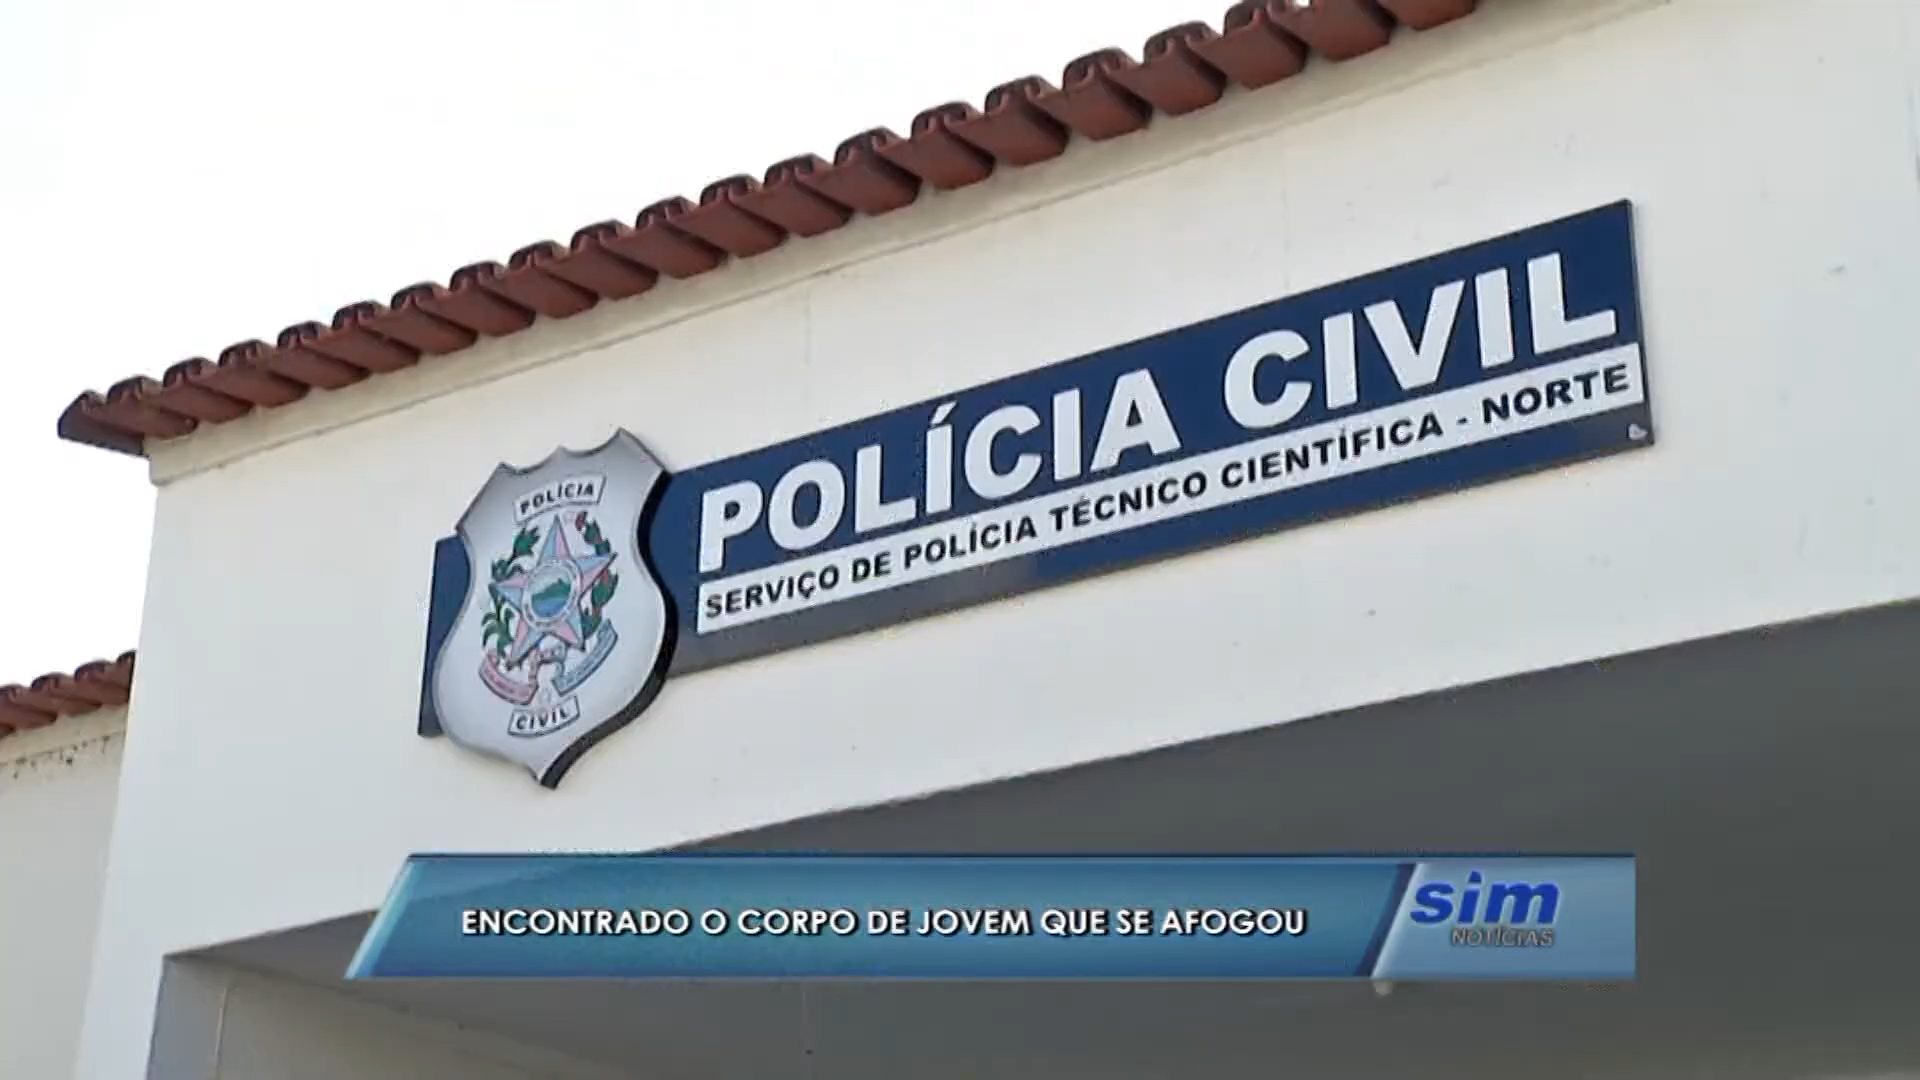 POLÍCIA CIVIL
SERVIÇO DE POLÍCIA TÉCNICO CIENTÍFICA - NORTE
POLÍCIA
CIVIL
ENCONTRADO O CORPO DE JOVEM QUE SE AFOGOU
sim
NOTÍCIAS